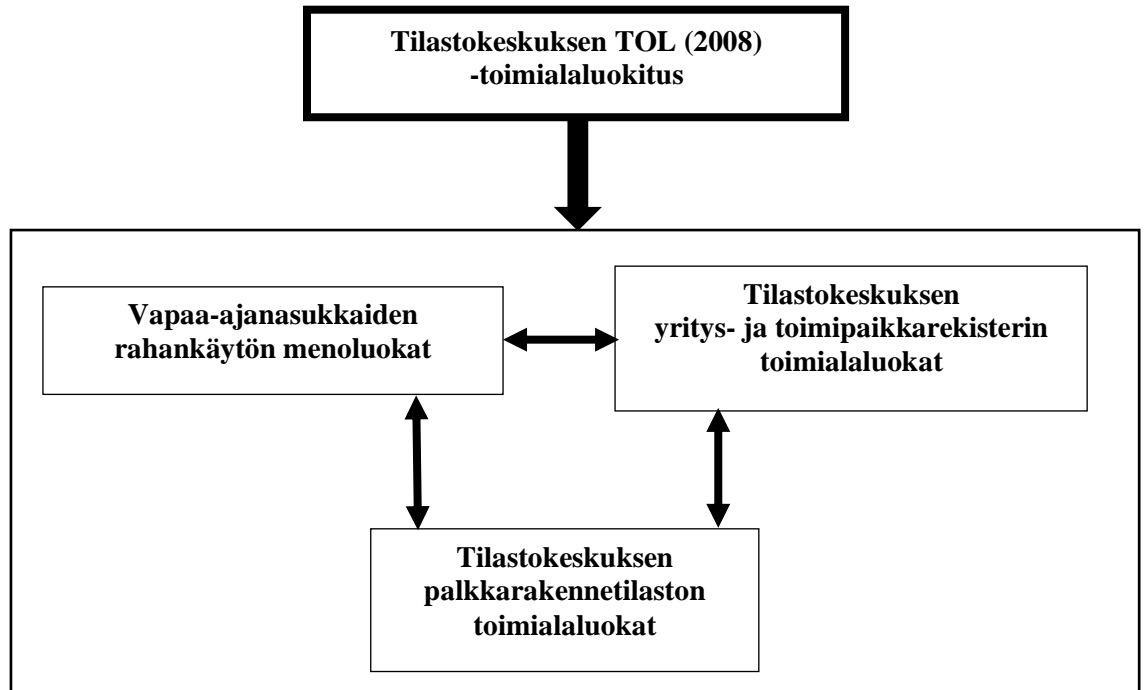 Tilastokeskuksen TOL (2008)
-toimialaluokitus
Vapaa-ajanasukkaiden
rahankäytön menoluokat
Tilastokeskuksen
yritys- ja toimipaikkarekisterin
toimialaluokat
Tilastokeskuksen
palkkarakennetilaston
toimialaluokat